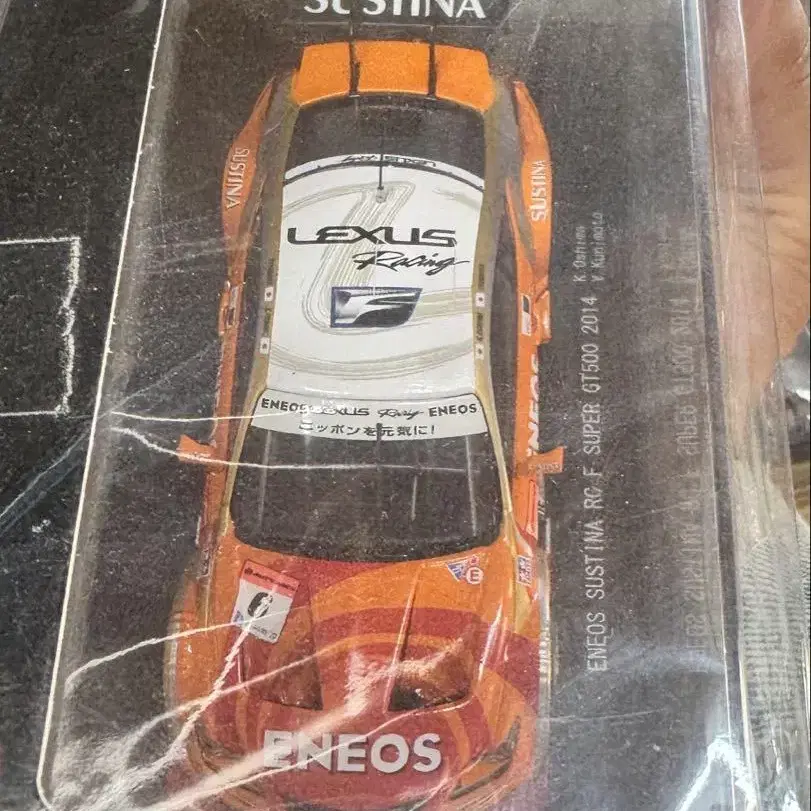 SUSTINA
SUSTINA
SUSTINA
LEXUS
Racing
ENEOS LEXUS Racing ENEOS
ニッポンを元気に!
ENEOS
ENEOS
ENEOS SUSTINA RC F SUPER GT500 2014
K Oshima
Y Kunimoto